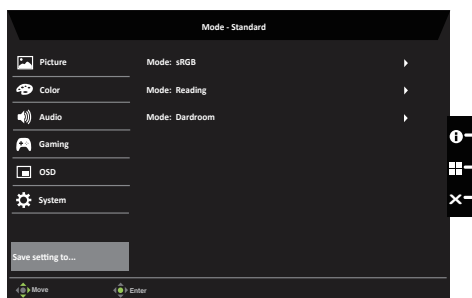 Mode - Standard
Picture
Mode: sRGB
Color
Mode: Reading
Audio
Mode: Dardroom
Gaming
OSD
System
Save setting to...
Move
Enter